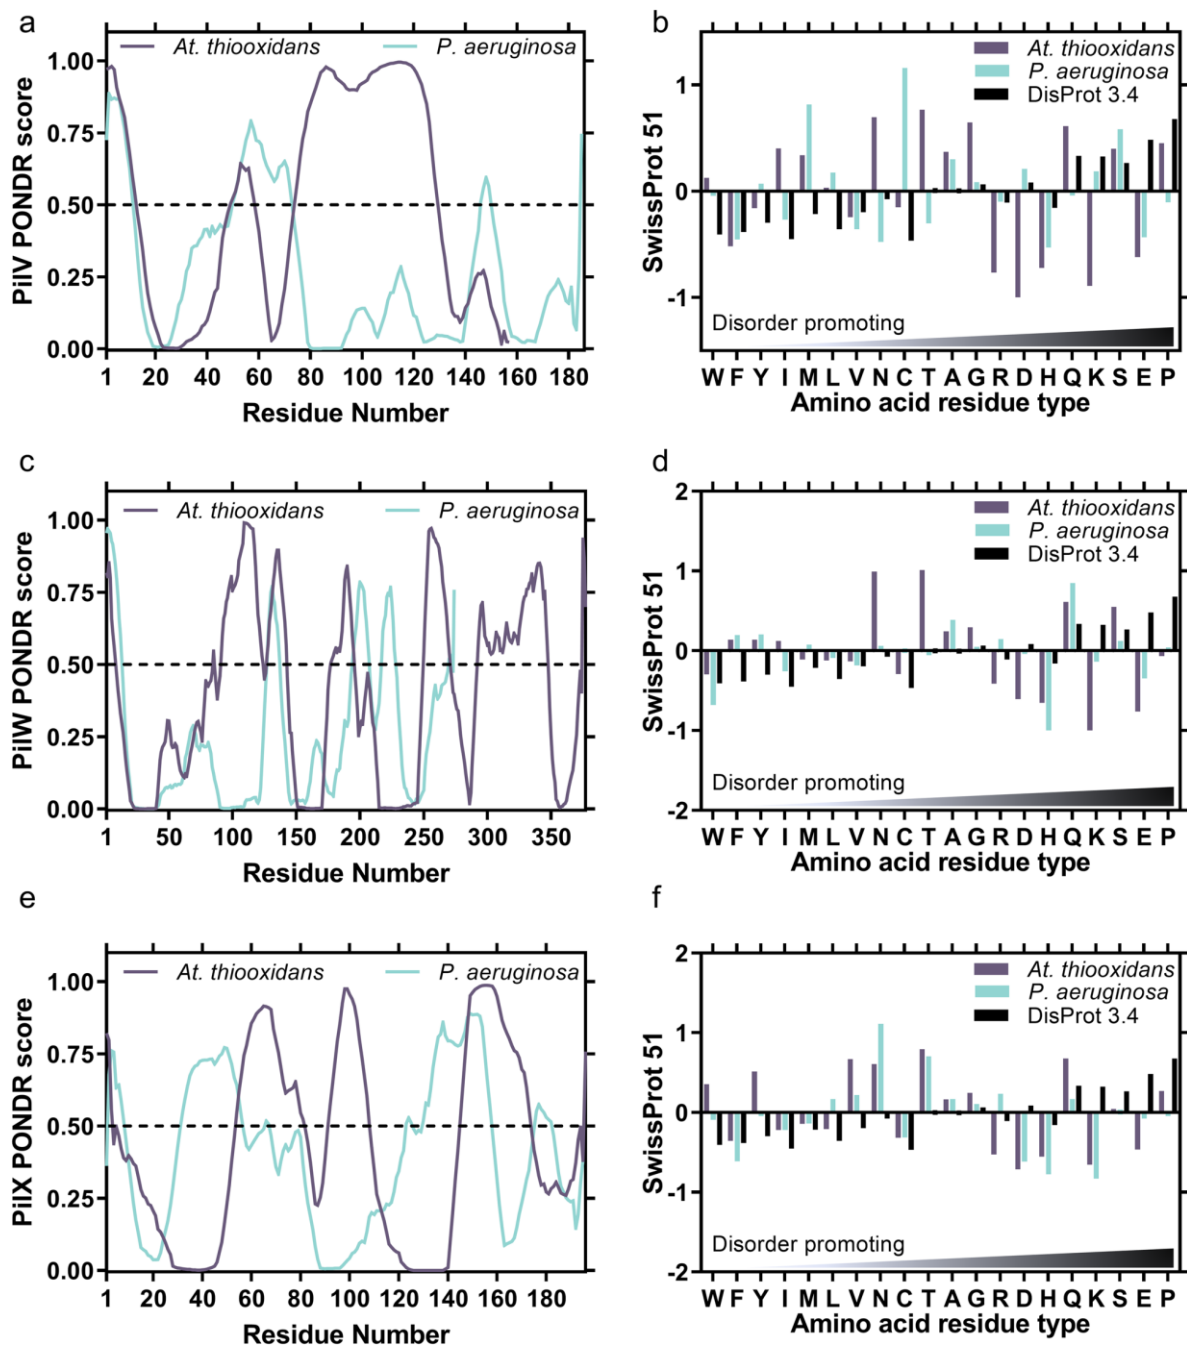 a
At. thiooxidans P. aeruginosa
1.00
0.75
0.50
0.25
0.00
PilV PONDR score
1 20 40 60 80 100 120 140 160 180
Residue Number
b
At. thiooxidans
P. aeruginosa
DisProt 3.4
1
0
-1
SwissProt 51
Disorder promoting
W F Y I M L V N C T A G R D H Q K S E P
Amino acid residue type
c
At. thiooxidans P. aeruginosa
1.00
0.75
0.50
0.25
0.00
PilW PONDR score
1 50 100 150 200 250 300 350
Residue Number
d
At. thiooxidans
P. aeruginosa
DisProt 3.4
2
1
0
-1
-2
SwissProt 51
Disorder promoting
W F Y I M L V N C T A G R D H Q K S E P
Amino acid residue type
e
At. thiooxidans P. aeruginosa
1.00
0.75
0.50
0.25
0.00
PilX PONDR score
1 20 40 60 80 100 120 140 160 180
Residue Number
f
At. thiooxidans
P. aeruginosa
DisProt 3.4
2
1
0
-1
-2
SwissProt 51
Disorder promoting
W F Y I M L V N C T A G R D H Q K S E P
Amino acid residue type